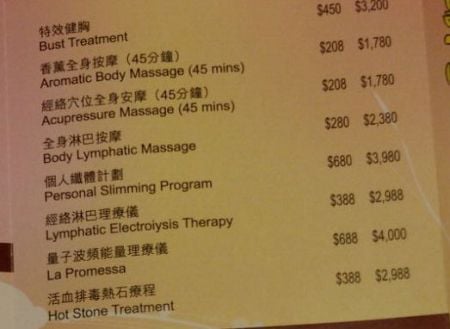 特效健胸 $450 $3,200
Bust Treatment
香薰全身按摩（45分鐘） $208 $1,780
Aromatic Body Massage (45 mins)
經絡穴位全身安摩（45分鐘） $208 $1,780
Acupressure Massage (45 mins)
全身淋巴按摩 $280 $2,380
Body Lymphatic Massage
個人纖體計劃 $680 $3,980
Personal Slimming Program
經絡淋巴理療儀 $388 $2,988
Lymphatic Electroiysis Therapy
量子波頻能量理療儀 $688 $4,000
La Promessa
活血排毒熱石療程 $388 $2,988
Hot Stone Treatment